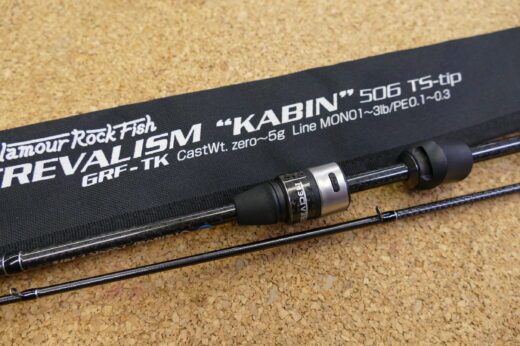 lamour Rock Fish
TREVALISM "KABIN" 506 TS-tip
GRF-TK CastWt. zero~5g Line MONO1~3lb/PE0.1~0.3